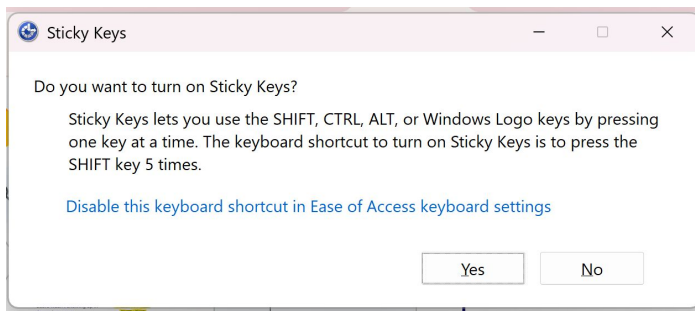 Sticky Keys
Do you want to turn on Sticky Keys?
Sticky Keys lets you use the SHIFT, CTRL, ALT, or Windows Logo keys by pressing
one key at a time. The keyboard shortcut to turn on Sticky Keys is to press the
SHIFT key 5 times.
Disable this keyboard shortcut in Ease of Access keyboard settings
Yes
No